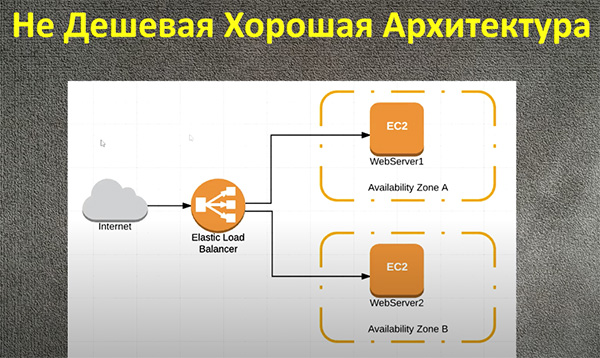 Не Дешевая Хорошая Архитектура
EC2
WebServer1
Availability Zone A
Internet
Elastic Load
Balancer
EC2
WebServer2
Availability Zone B